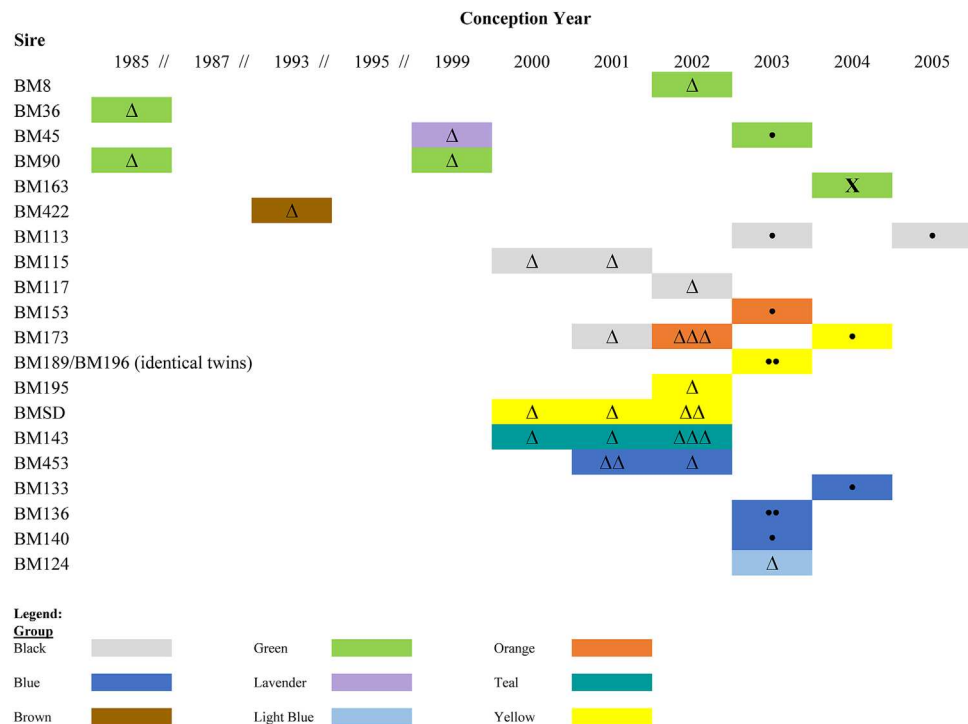 Conception Year
Sire
1985 // 1987 // 1993 // 1995 // 1999 2000 2001 2002 2003 2004 2005
BM8 Δ
BM36 Δ
BM45 Δ •
BM90 Δ Δ
BM163 X
BM422 Δ
BM113 • •
BM115 Δ Δ
BM117 Δ
BM153 •
BM173 Δ ΔΔΔ •
BM189/BM196 (identical twins) ••
BM195 Δ
BMSD Δ Δ ΔΔ
BM143 Δ Δ ΔΔΔ
BM453 ΔΔ Δ
BM133 •
BM136 ••
BM140 •
BM124 Δ
Legend:
Group
Black Green Orange
Blue Lavender Teal
Brown Light Blue Yellow